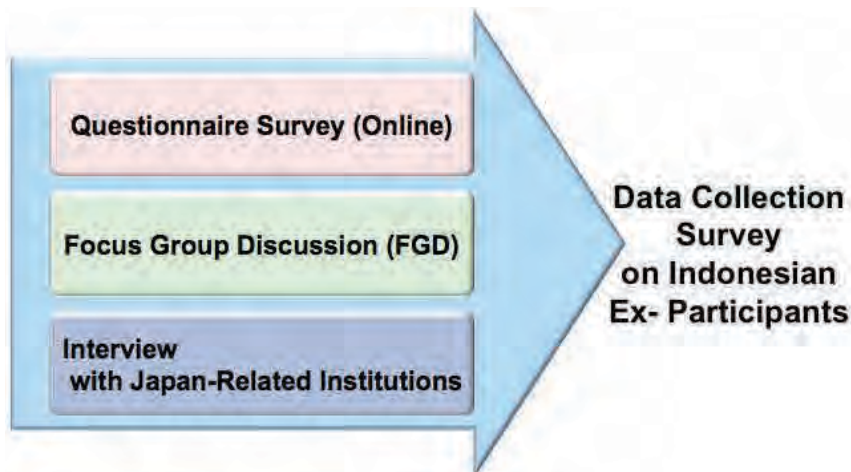 Questionnaire Survey (Online)
Focus Group Discussion (FGD)
Interview
with Japan-Related Institutions
Data Collection
Survey
on Indonesian
Ex- Participants